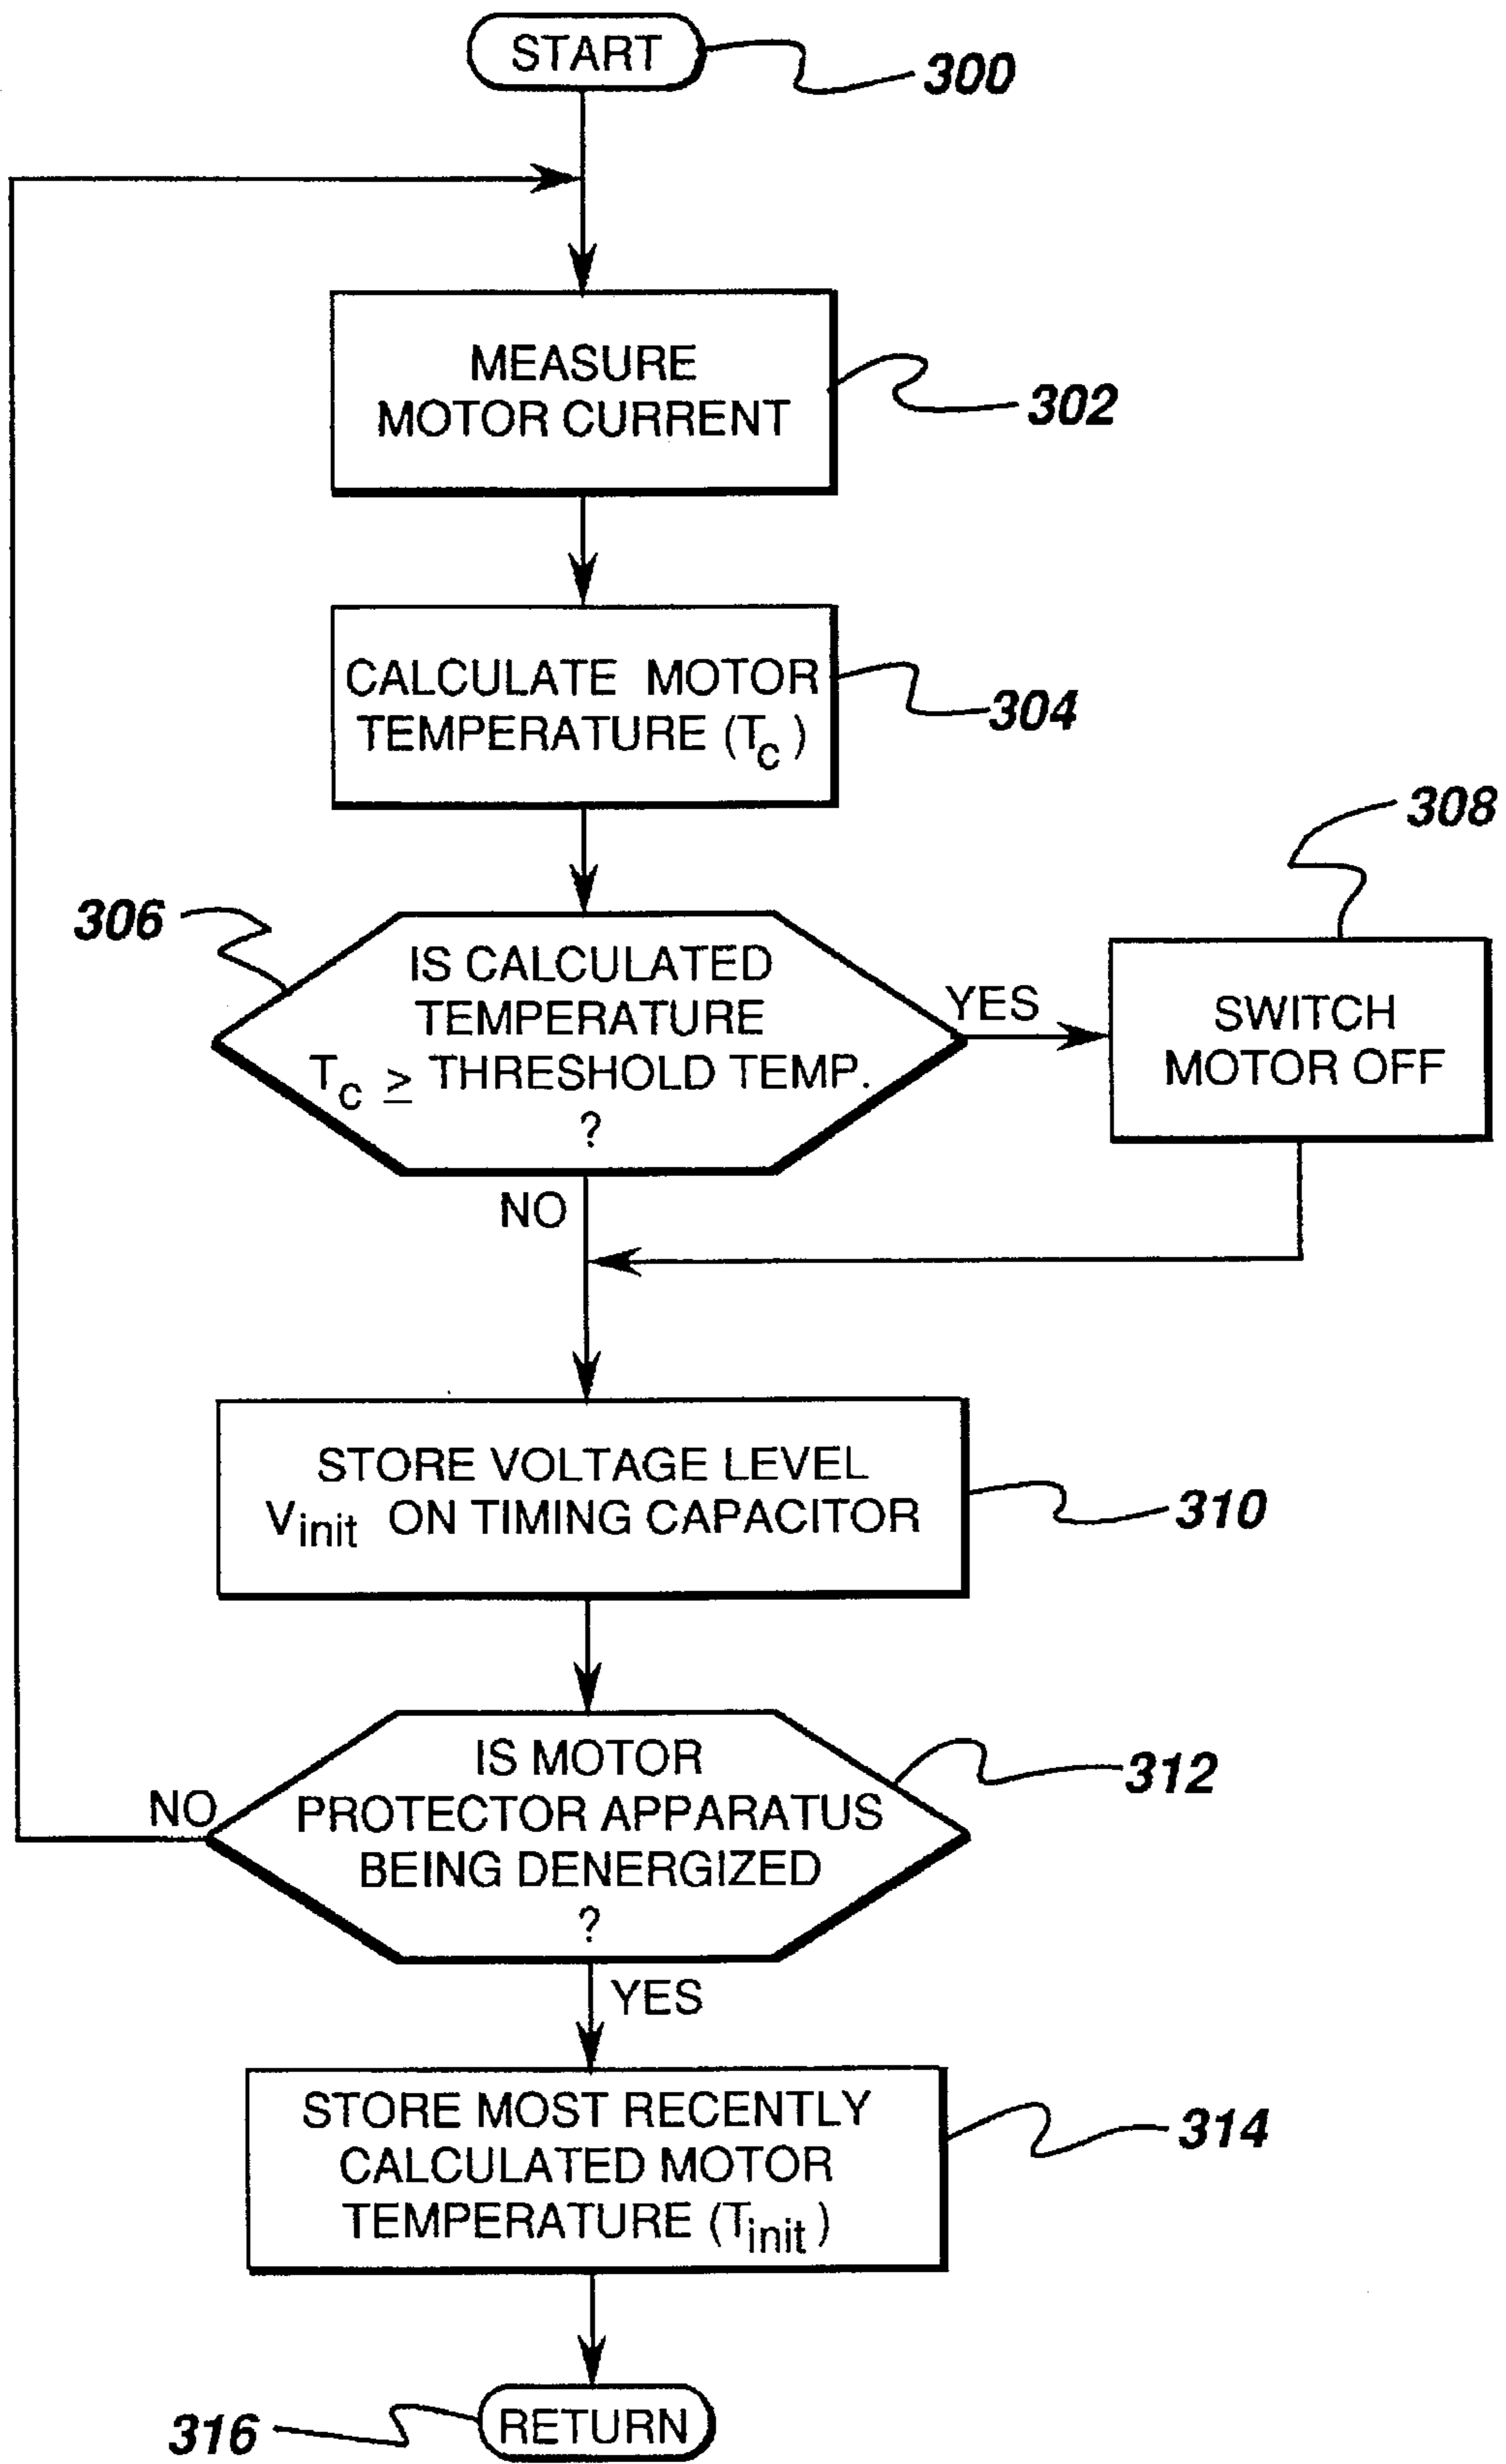 START
300
MEASURE
MOTOR CURRENT
302
CALCULATE MOTOR
TEMPERATURE (Tc)
304
306
IS CALCULATED
TEMPERATURE
Tc ≥ THRESHOLD TEMP.
?
YES
308
SWITCH
MOTOR OFF
NO
STORE VOLTAGE LEVEL
Vinit ON TIMING CAPACITOR
310
IS MOTOR
PROTECTOR APPARATUS
BEING DENERGIZED
?
312
NO
YES
STORE MOST RECENTLY
CALCULATED MOTOR
TEMPERATURE (Tinit)
314
316
RETURN